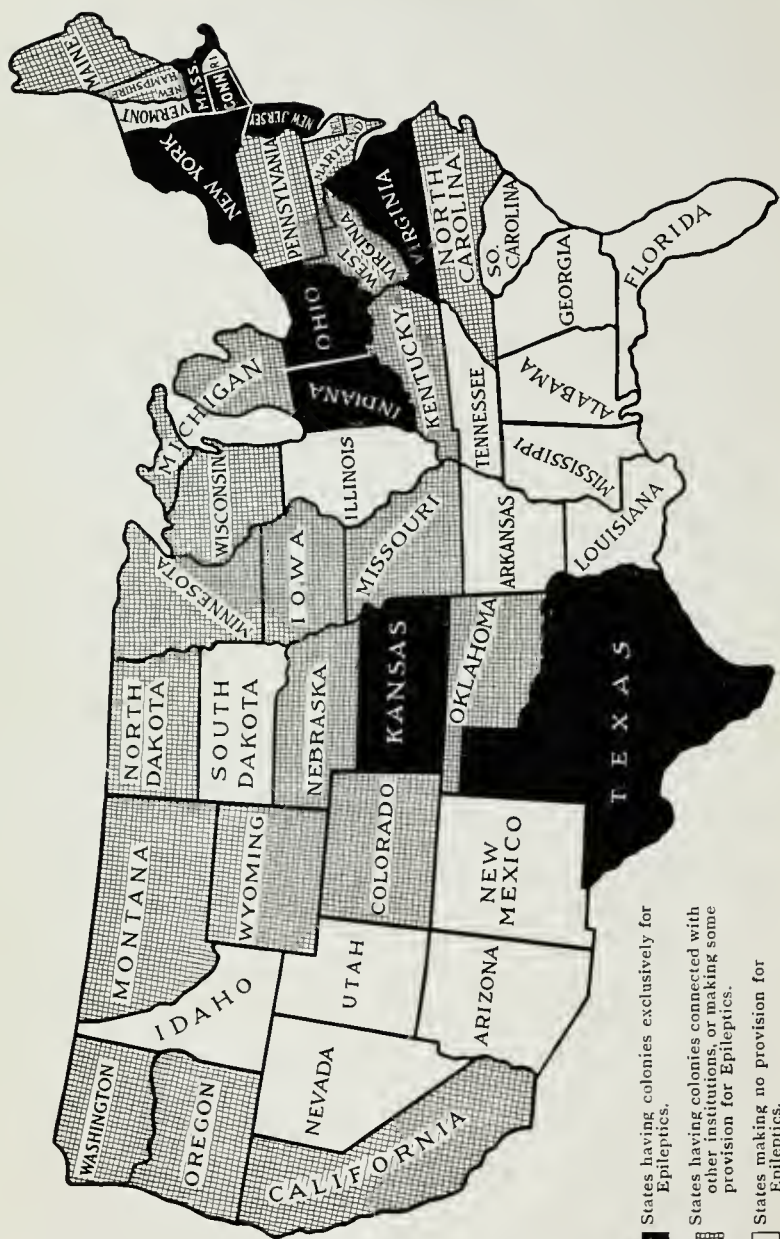 WASHINGTON
OREGON
CALIFORNIA
IDAHO
NEVADA
MONTANA
WYOMING
UTAH
ARIZONA
COLORADO
NEW
MEXICO
NORTH
DAKOTA
SOUTH
DAKOTA
NEBRASKA
KANSAS
OKLAHOMA
TEXAS
MINNESOTA
IOWA
MISSOURI
ARKANSAS
LOUISIANA
WISCONSIN
MICHIGAN
ILLINOIS
INDIANA
OHIO
KENTUCKY
TENNESSEE
MISSISSIPPI
ALABAMA
GEORGIA
FLORIDA
SO.
CAROLINA
NORTH
CAROLINA
VIRGINIA
WEST
VIRGINIA
PENNSYLVANIA
MARYLAND
DEL
NEW JERSEY
NEW YORK
VERMONT
NEW
HAMPSHIRE
MAINE
MASS.
CONN
R.I.
States having colonies exclusively for
Epileptics.
States having colonies connected with
other institutions, or making some
provision for Epileptics.
States making no provision for
Epileptics.